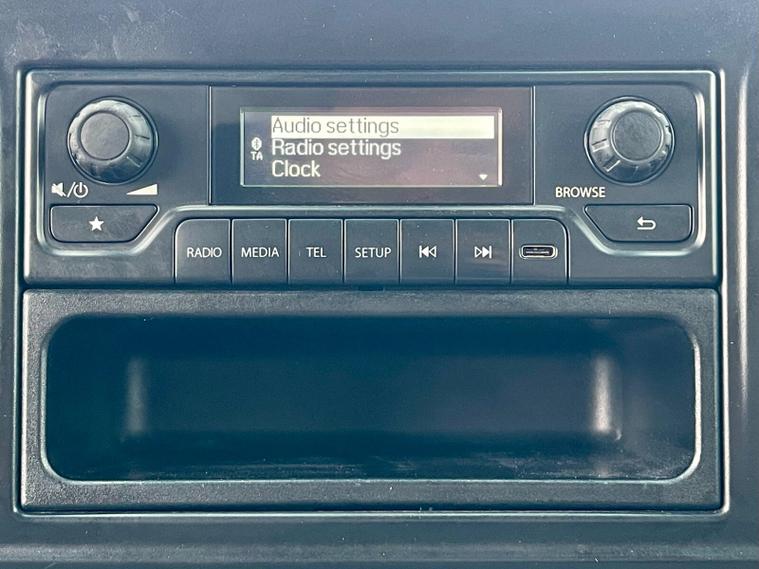 Audio settings
Radio settings
TA
Clock
BROWSE
RADIO
MEDIA
TEL
SETUP